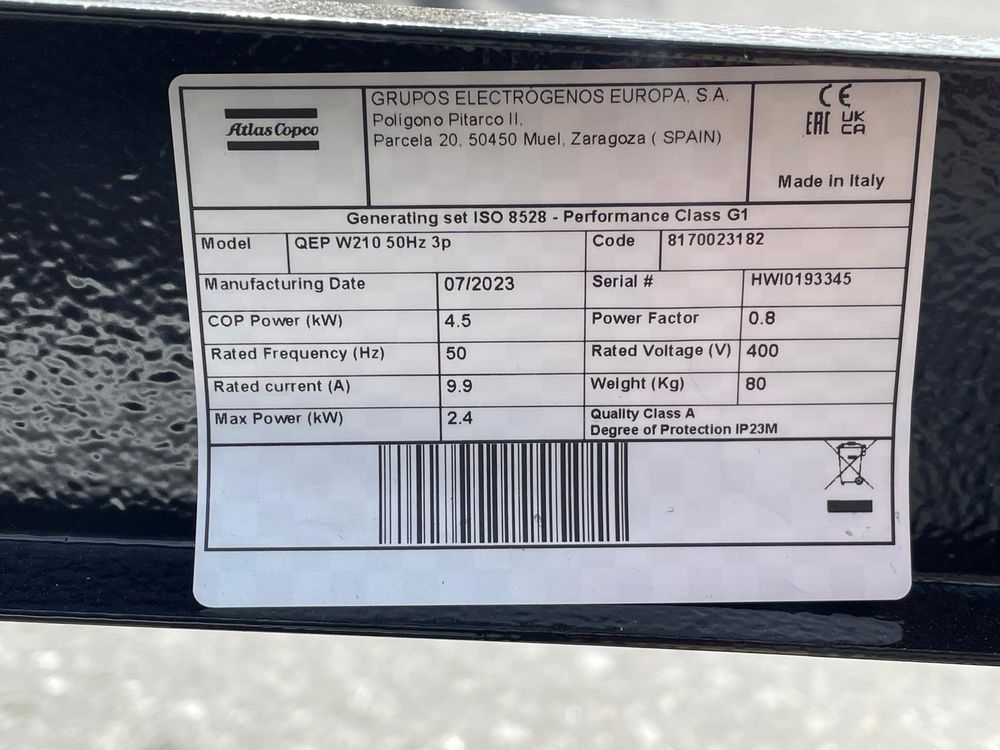 Atlas Copco
GRUPOS ELECTRÓGENOS EUROPA, S.A.
Poligono Pitarco II,
Parcela 20, 50450 Muel, Zaragoza ( SPAIN)
CE
EAC UK
CA
Made in Italy
Generating set ISO 8528 - Performance Class G1
Model QEP W210 50Hz 3p Code 8170023182
Manufacturing Date 07/2023 Serial # HWI0193345
COP Power (kW) 4.5 Power Factor 0.8
Rated Frequency (Hz) 50 Rated Voltage (V) 400
Rated current (A) 9.9 Weight (Kg) 80
Max Power (kW) 2.4 Quality Class A
Degree of Protection IP23M